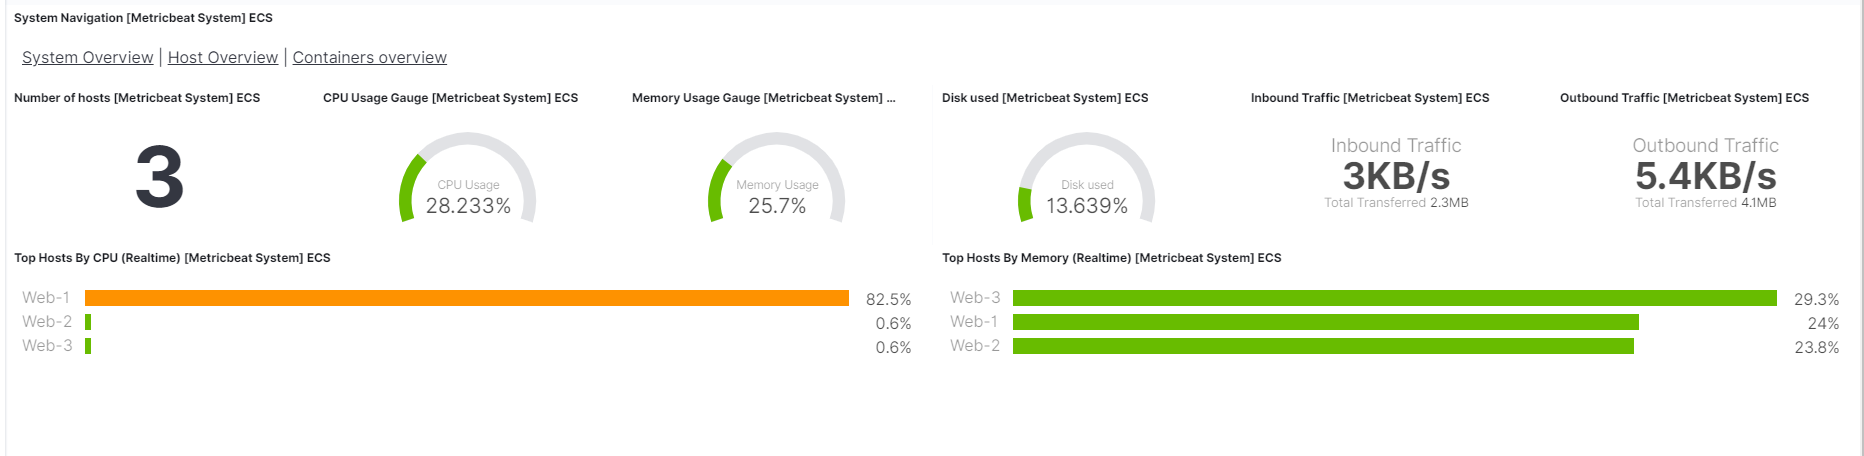 System Navigation [Metricbeat System] ECS
System Overview | Host Overview | Containers overview
Number of hosts [Metricbeat System] ECS
3
CPU Usage Gauge [Metricbeat System] ECS
CPU Usage
28.233%
Memory Usage Gauge [Metricbeat System] ...
Memory Usage
25.7%
Disk used [Metricbeat System] ECS
Disk used
13.639%
Inbound Traffic [Metricbeat System] ECS
Inbound Traffic
3KB/s
Total Transferred 2.3MB
Outbound Traffic [Metricbeat System] ECS
Outbound Traffic
5.4KB/s
Total Transferred 4.1MB
Top Hosts By CPU (Realtime) [Metricbeat System] ECS
Web-1 82.5%
Web-2 0.6%
Web-3 0.6%
Top Hosts By Memory (Realtime) [Metricbeat System] ECS
Web-3 29.3%
Web-1 24%
Web-2 23.8%